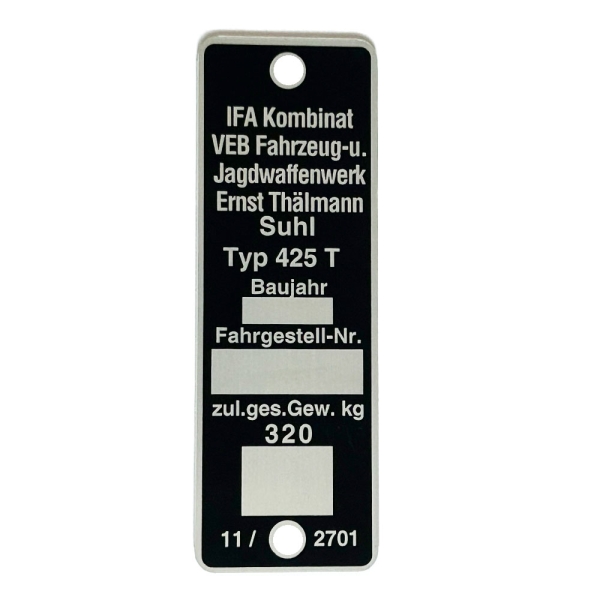 IFA Kombinat
VEB Fahrzeug-u.
Jagdwaffenwerk
Ernst Thälmann
Suhl
Typ 425 T
Baujahr
Fahrgestell-Nr.
zul.ges.Gew. kg
320
11 / 2701